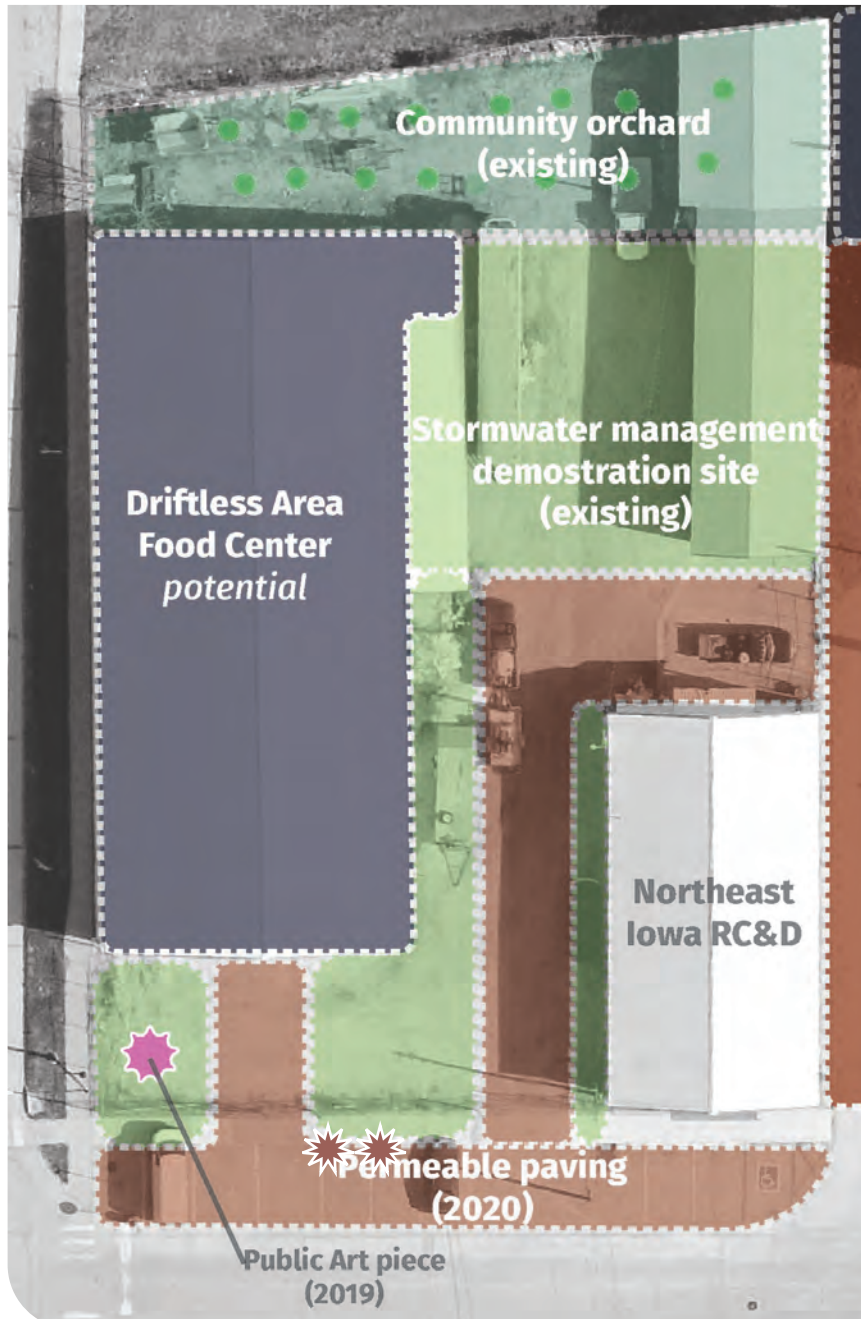 Community orchard
(existing)
Stormwater management
demostration site
(existing)
Driftless Area
Food Center
potential
Northeast
Iowa RC&D
Permeable paving
(2020)
Public Art piece
(2019)